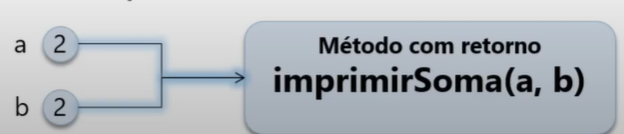 a 2
Método com retorno
imprimirSoma(a, b)
b 2